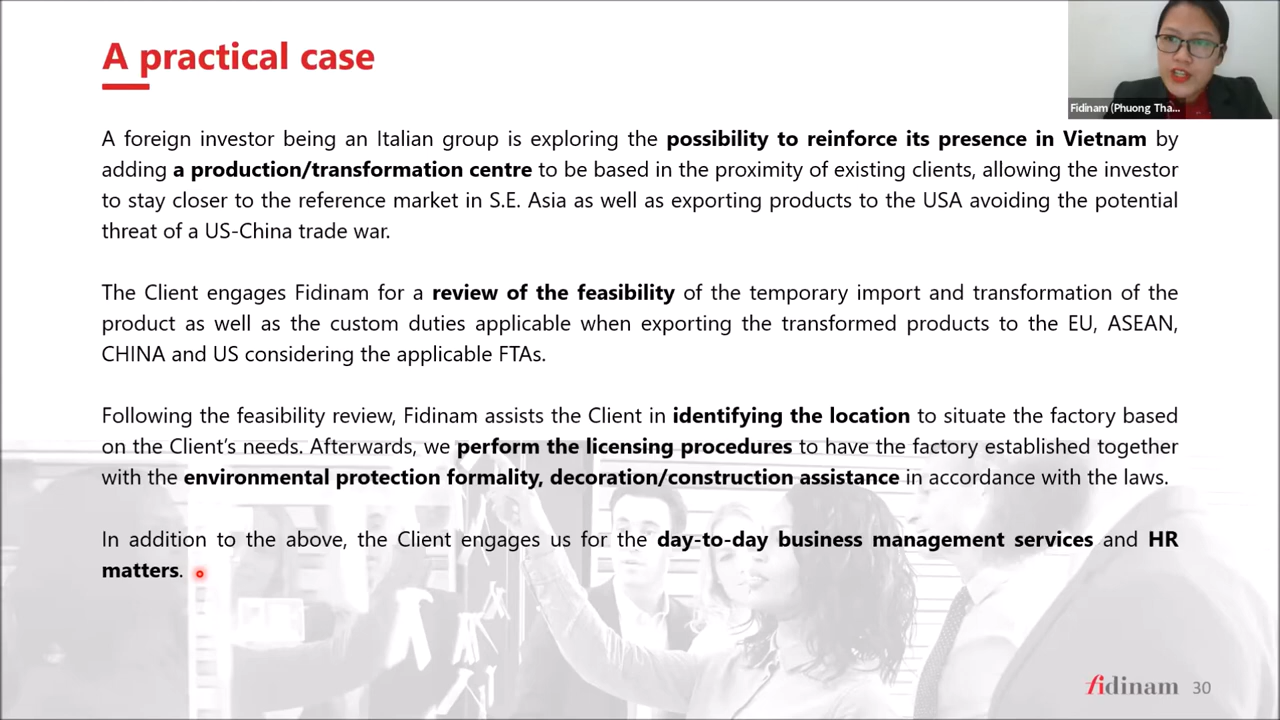 A practical case
Fidinam (Phuong Tha...
A foreign investor being an Italian group is exploring the possibility to reinforce its presence in Vietnam by
adding a production/transformation centre to be based in the proximity of existing clients, allowing the investor
to stay closer to the reference market in S.E. Asia as well as exporting products to the USA avoiding the potential
threat of a US-China trade war.
The Client engages Fidinam for a review of the feasibility of the temporary import and transformation of the
product as well as the custom duties applicable when exporting the transformed products to the EU, ASEAN,
CHINA and US considering the applicable FTAs.
Following the feasibility review, Fidinam assists the Client in identifying the location to situate the factory based
on the Client's needs. Afterwards, we perform the licensing procedures to have the factory established together
with the environmental protection formality, decoration/construction assistance in accordance with the laws.
In addition to the above, the Client engages us for the day-to-day business management services and HR
matters.
fidinam 30